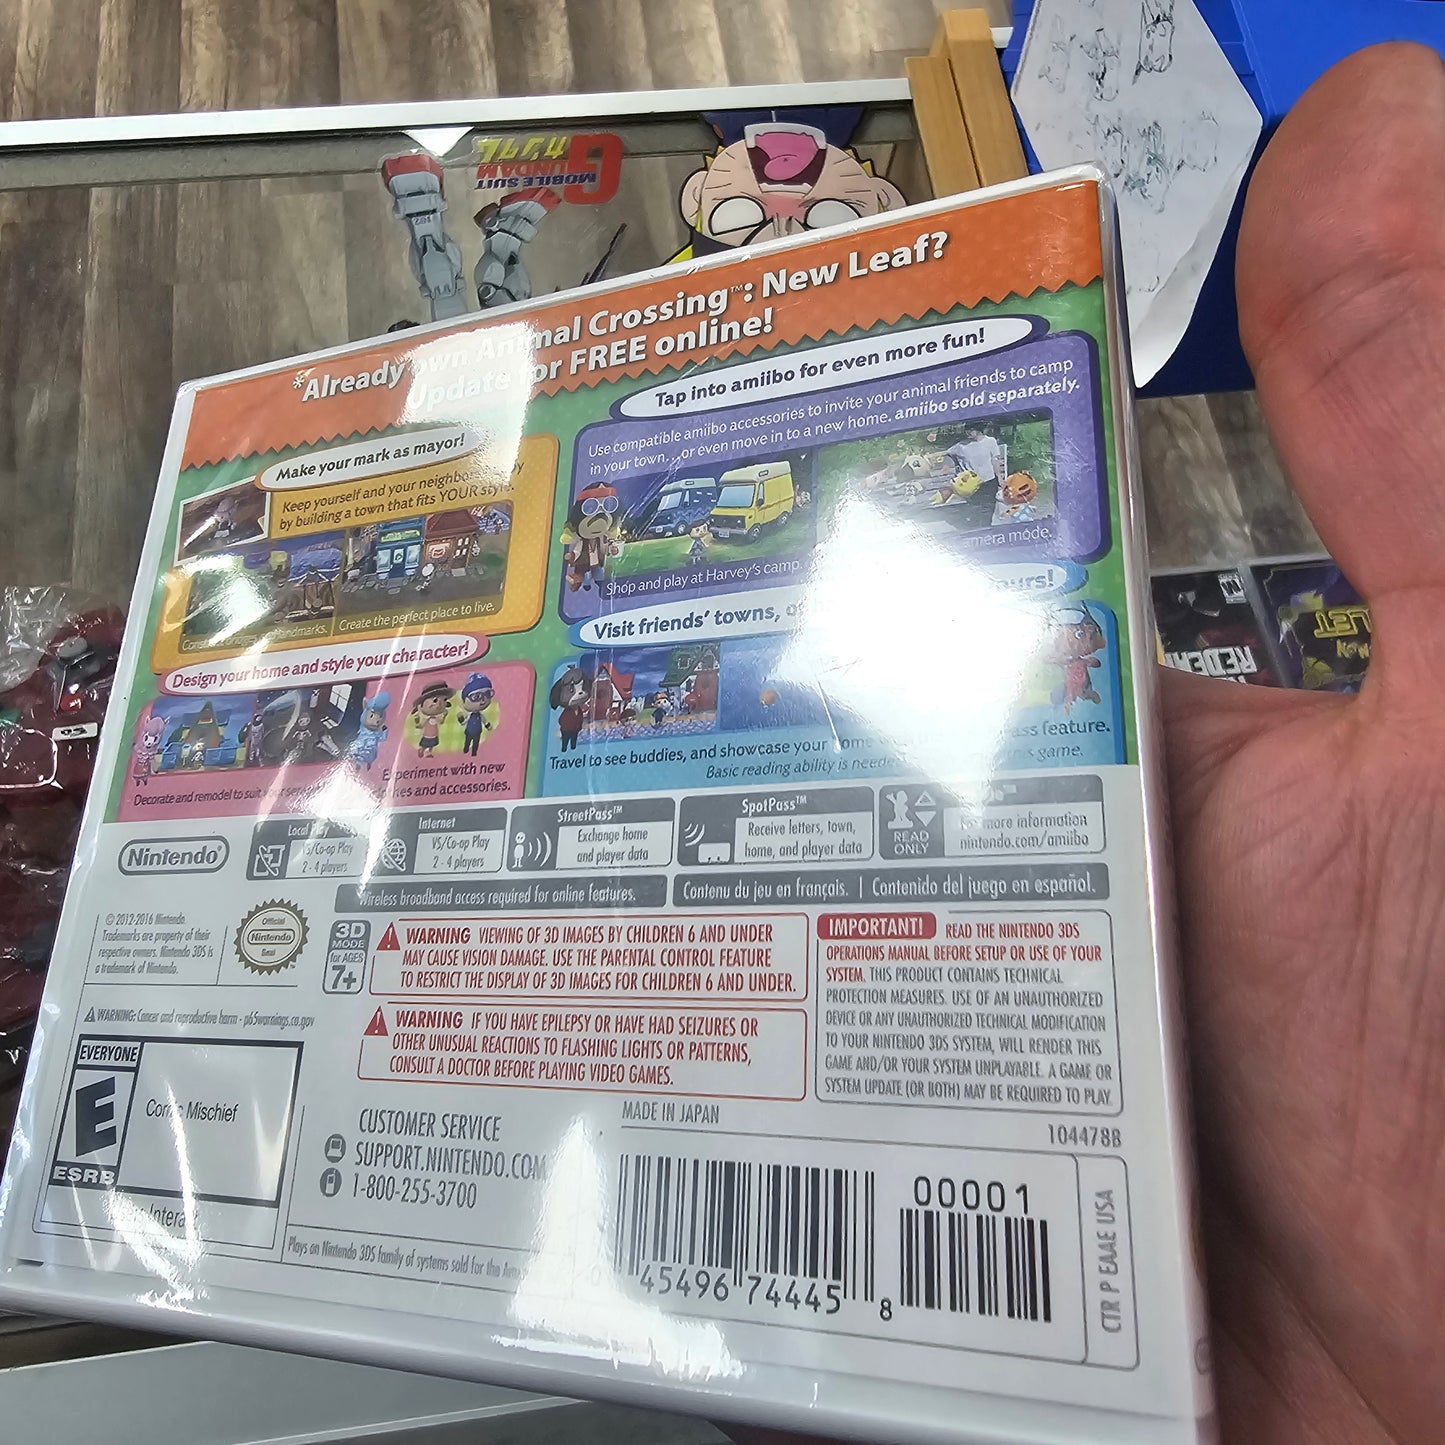 MOBILE SUIT
GUNDAM
*Already own Animal Crossing™: New Leaf?
Update for FREE online!
Make your mark as mayor!
Keep yourself and your neighbo
by building a town that fits YOUR style.
landmarks.
Create the perfect place to live.
Tap into amiibo for even more fun!
Use compatible amiibo accessories to invite your animal friends to camp
in your town...or even move in to a new home. amiibo sold separately.
Shop and play at Harvey's camp.
camera mode.
Design your home and style your character!
Decorate and remodel to suit your
Experiment with new
and accessories.
Visit friends' towns, o
yours!
Travel to see buddies, and showcase your home
feature.
Basic reading ability is needed
this game.
Nintendo
Local Play
VS/Co-op Play
2 - 4 players
Internet
VS/Co-op Play
2 - 4 players
StreetPass™
Exchange home
and player data
SpotPass™
Receive letters, town,
home, and player data
READ
ONLY
For more information
nintendo.com/amiibo
Wireless broadband access required for online features.
Contenu du jeu en français. | Contenido del juego en español.
© 2012-2016 Nintendo.
Trademarks are property of their
respective owners. Nintendo 3DS is
a trademark of Nintendo.
Official
Nintendo
Seal
3D
MODE
for AGES
7+
WARNING VIEWING OF 3D IMAGES BY CHILDREN 6 AND UNDER
MAY CAUSE VISION DAMAGE. USE THE PARENTAL CONTROL FEATURE
TO RESTRICT THE DISPLAY OF 3D IMAGES FOR CHILDREN 6 AND UNDER.
WARNING IF YOU HAVE EPILEPSY OR HAVE HAD SEIZURES OR
OTHER UNUSUAL REACTIONS TO FLASHING LIGHTS OR PATTERNS,
CONSULT A DOCTOR BEFORE PLAYING VIDEO GAMES.
IMPORTANT! READ THE NINTENDO 3DS
OPERATIONS MANUAL BEFORE SETUP OR USE OF YOUR
SYSTEM. THIS PRODUCT CONTAINS TECHNICAL
PROTECTION MEASURES. USE OF AN UNAUTHORIZED
DEVICE OR ANY UNAUTHORIZED TECHNICAL MODIFICATION
TO YOUR NINTENDO 3DS SYSTEM, WILL RENDER THIS
GAME AND/OR YOUR SYSTEM UNPLAYABLE. A GAME OR
SYSTEM UPDATE (OR BOTH) MAY BE REQUIRED TO PLAY.
WARNING: Cancer and reproductive harm - p65warnings.ca.gov
EVERYONE
E
ESRB
Comic Mischief
CUSTOMER SERVICE
SUPPORT.NINTENDO.COM
1-800-255-3700
MADE IN JAPAN
104478B
Plays on Nintendo 3DS family of systems sold for the
00001
0 45496 74445 8
CTR P EAAE USA